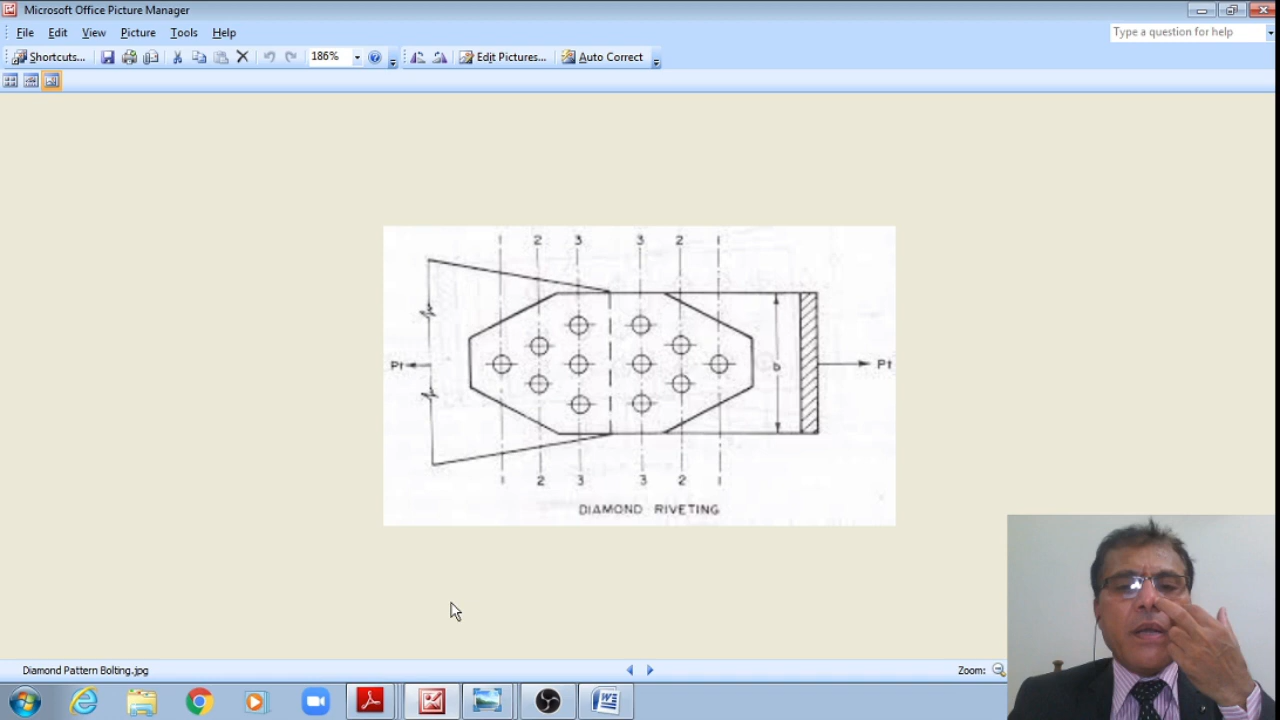 Microsoft Office Picture Manager
File Edit View Picture Tools Help
Type a question for help
Shortcuts... 186% Edit Pictures... Auto Correct
1 2 3 3 2 1
Pt b Pt
1 2 3 3 2 1
DIAMOND RIVETING
Diamond Pattern Bolting.jpg
Zoom: